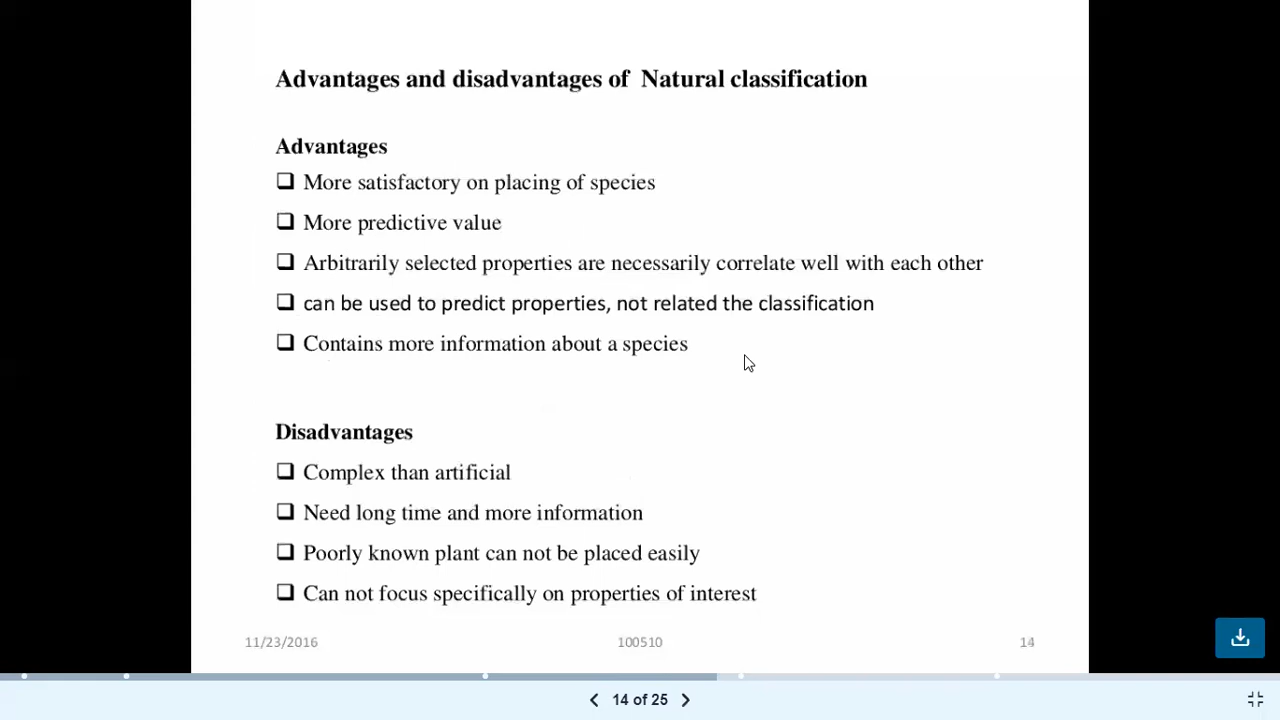 Advantages and disadvantages of Natural classification
Advantages
❑ More satisfactory on placing of species
❑ More predictive value
❑ Arbitrarily selected properties are necessarily correlate well with each other
❑ can be used to predict properties, not related the classification
❑ Contains more information about a species
Disadvantages
❑ Complex than artificial
❑ Need long time and more information
❑ Poorly known plant can not be placed easily
❑ Can not focus specifically on properties of interest
11/23/2016 100510 14
14 of 25